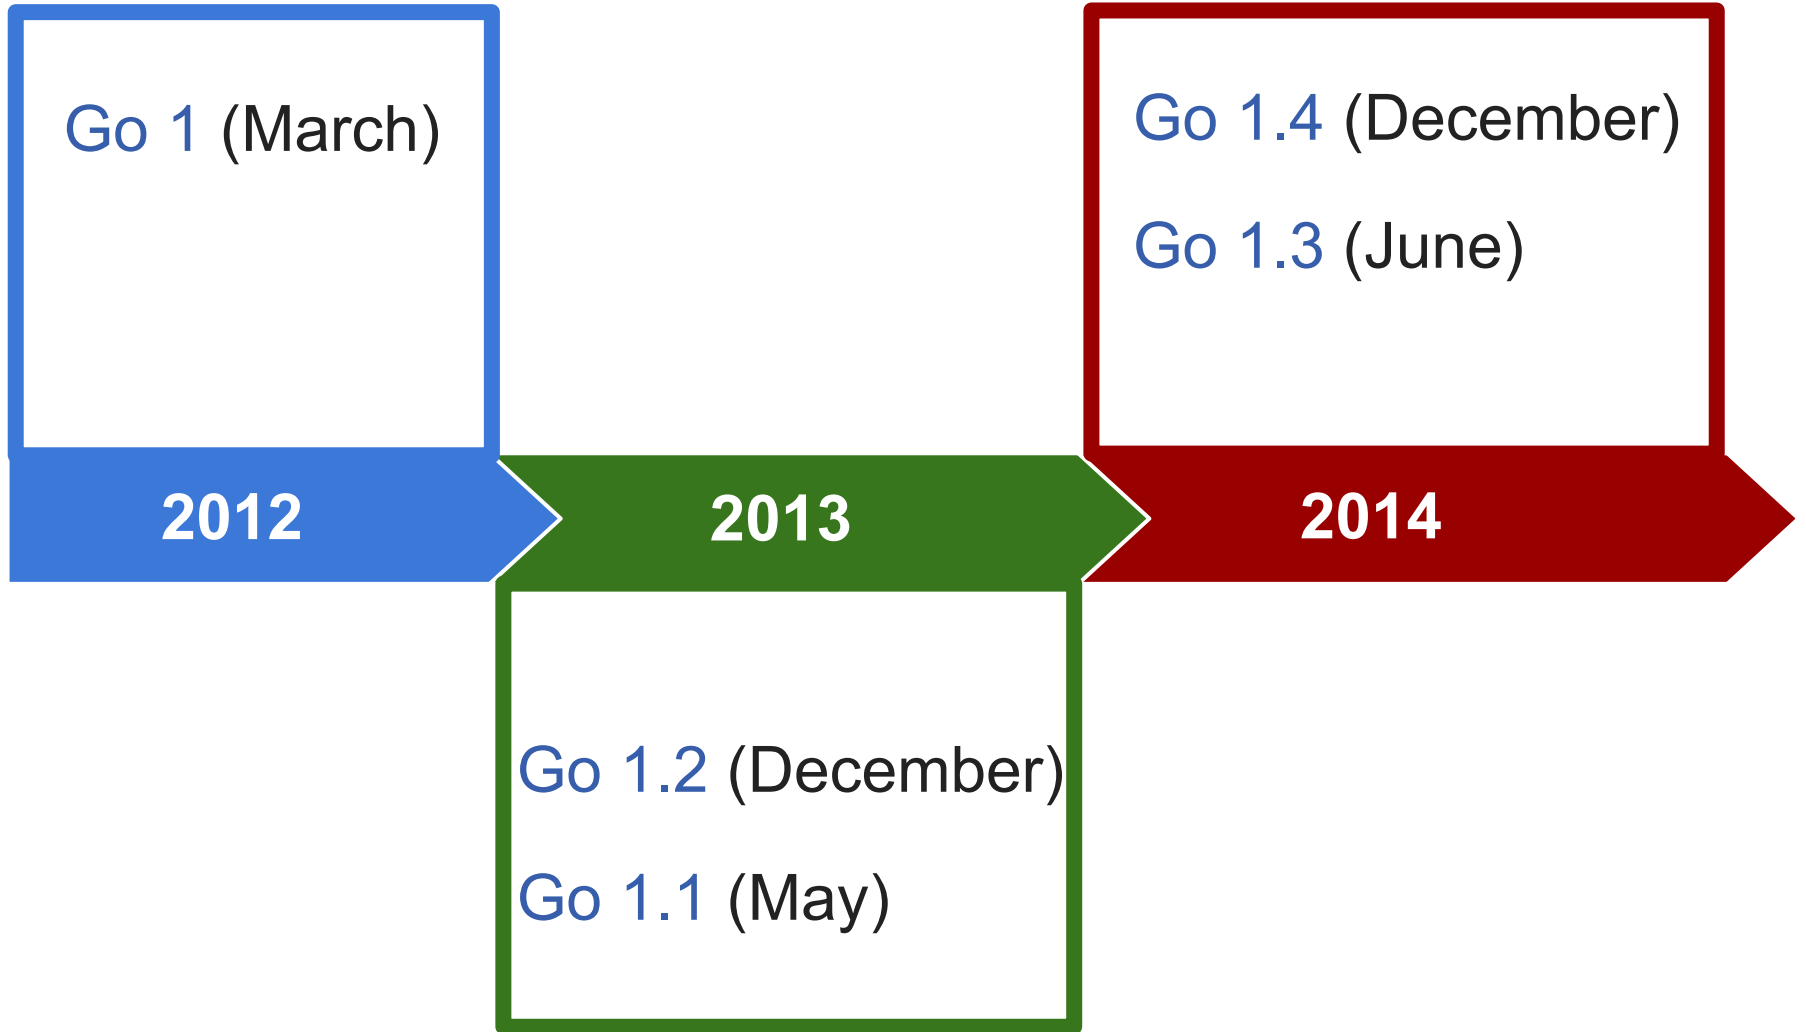 Go 1 (March)
2012
2013
Go 1.2 (December)
Go 1.1 (May)
Go 1.4 (December)
Go 1.3 (June)
2014